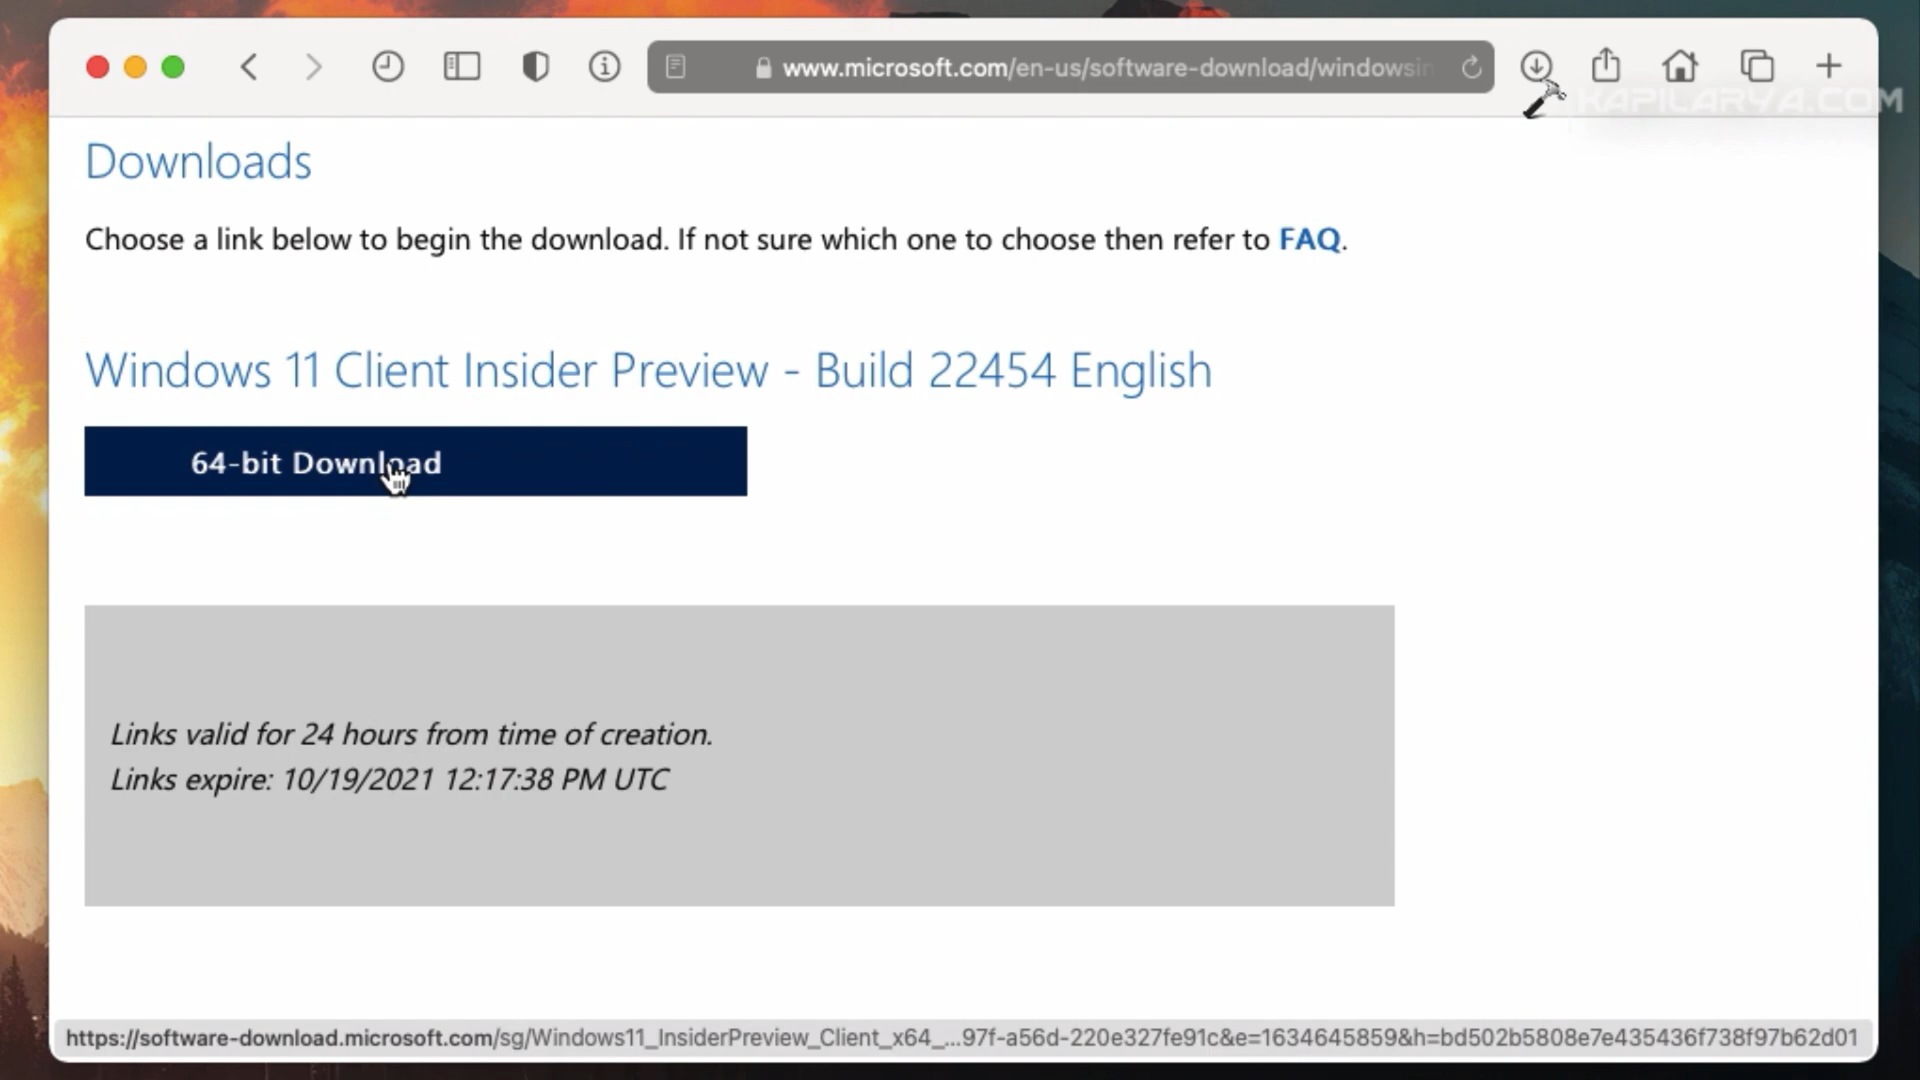 www.microsoft.com/en-us/software-download/windowsin
KAPILARYA.COM
Downloads
Choose a link below to begin the download. If not sure which one to choose then refer to FAQ.
Windows 11 Client Insider Preview - Build 22454 English
64-bit Download
Links valid for 24 hours from time of creation.
Links expire: 10/19/2021 12:17:38 PM UTC
https://software-download.microsoft.com/sg/Windows11_InsiderPreview_Client_x64_...97f-a56d-220e327fe91c&e=1634645859&h=bd502b5808e7e435436f738f97b62d01